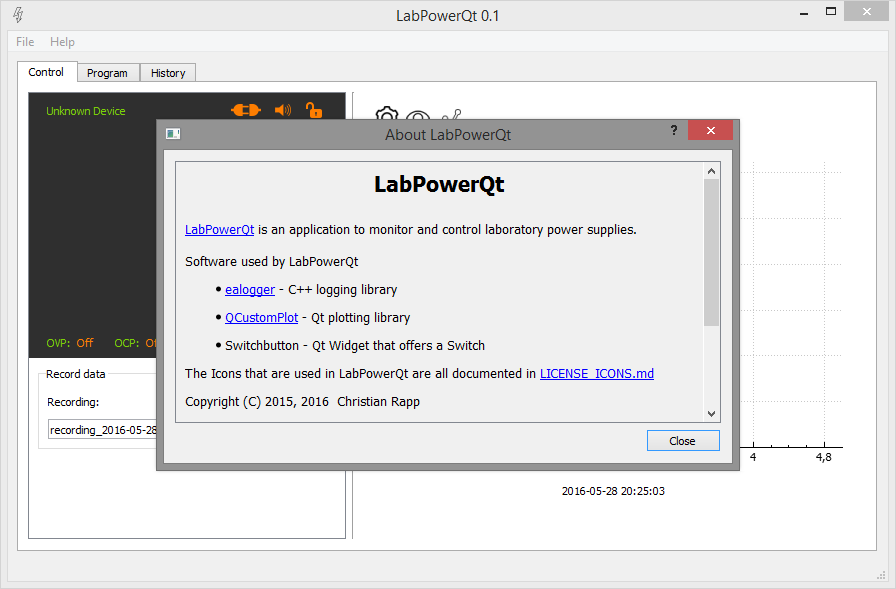 LabPowerQt 0.1
File Help
Control Program History
Unknown Device
About LabPowerQt
?
LabPowerQt
LabPowerQt is an application to monitor and control laboratory power supplies.
Software used by LabPowerQt
• ealogger - C++ logging library
• QCustomPlot - Qt plotting library
• Switchbutton - Qt Widget that offers a Switch
The Icons that are used in LabPowerQt are all documented in LICENSE_ICONS.md
Copyright (C) 2015, 2016 Christian Rapp
Close
OVP: Off OCP:
Record data
Recording:
recording_2016-05-28
4 4,8
2016-05-28 20:25:03